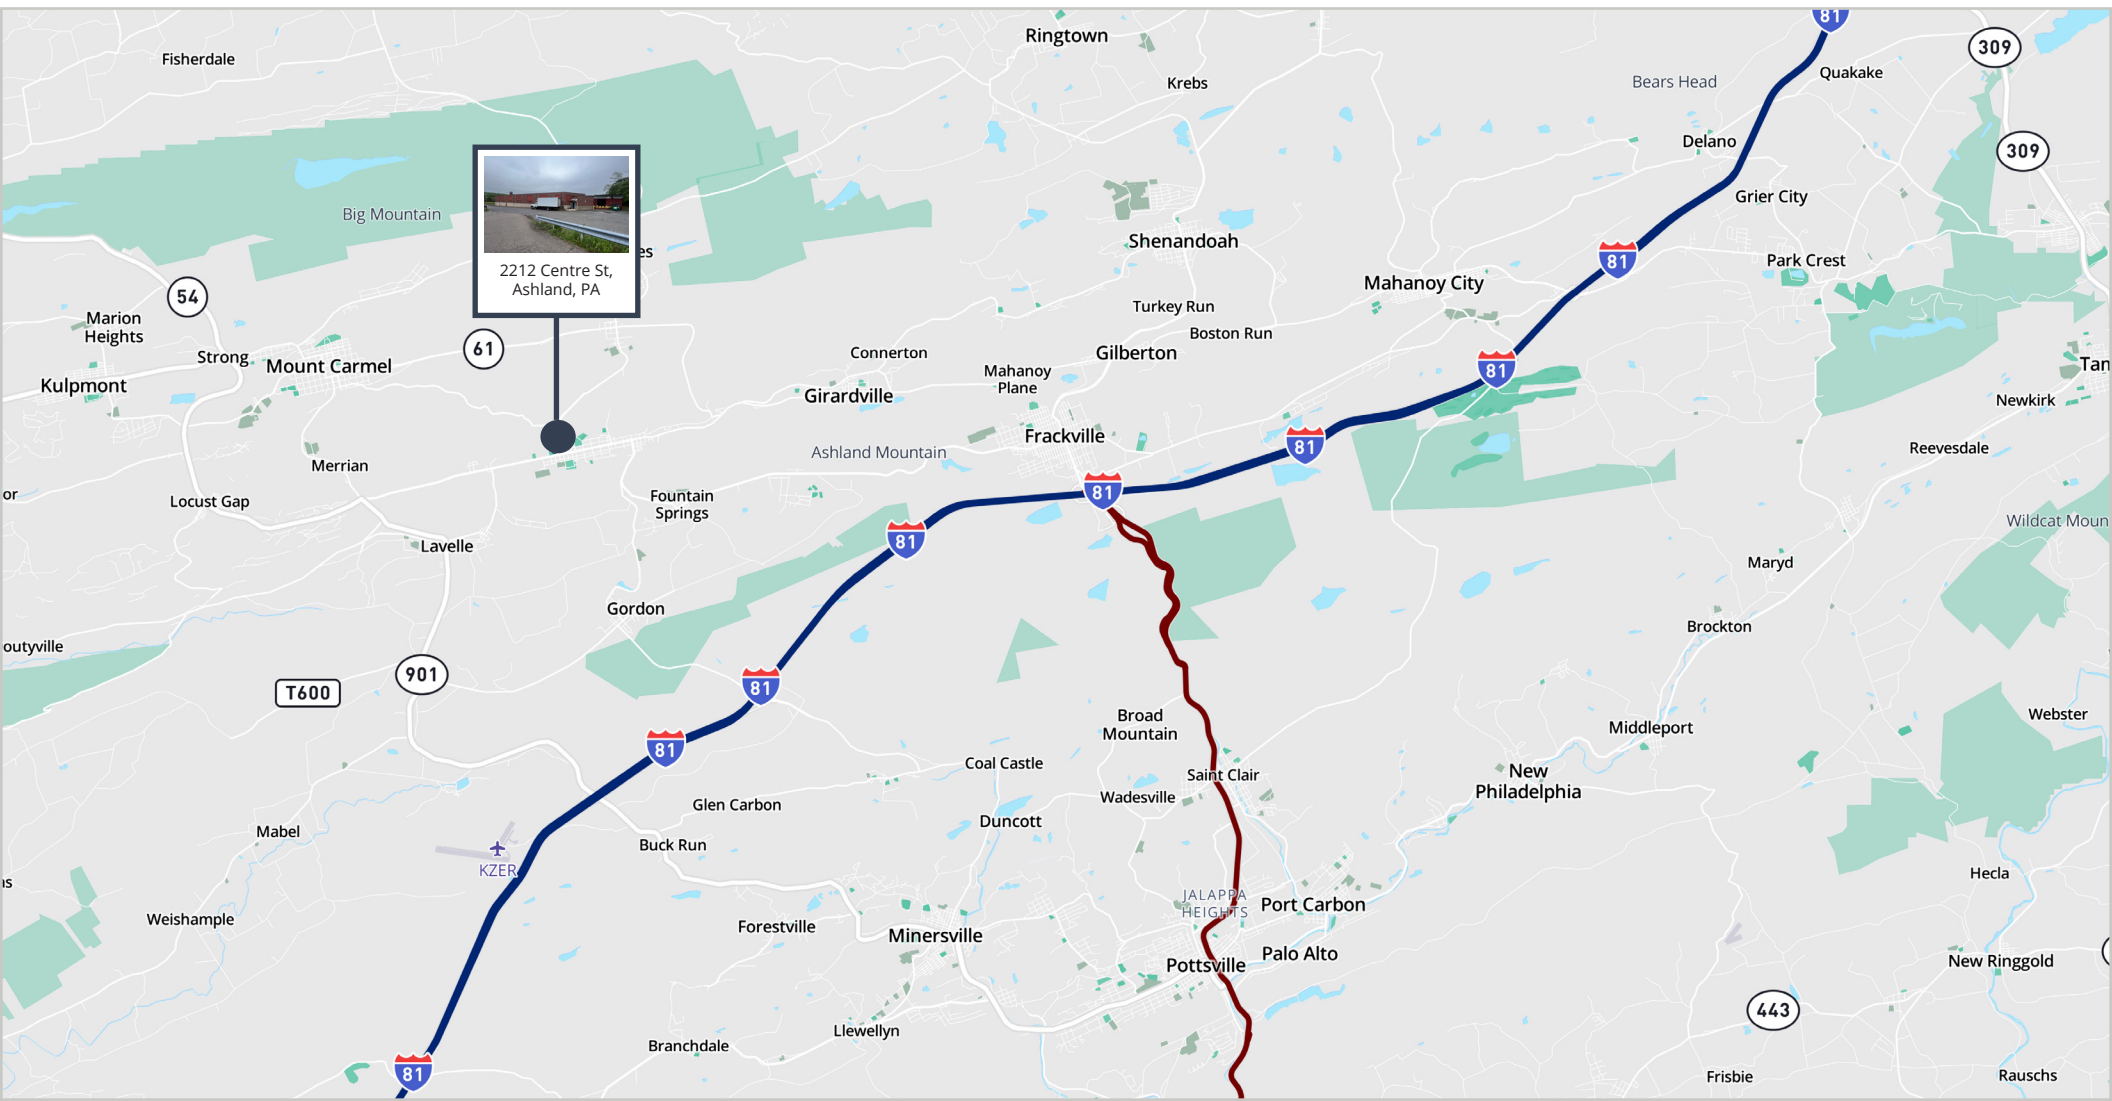 81
309
Ringtown
Fisherdale
Quakake
Krebs
Bears Head
Delano
309
Grier City
Big Mountain
Shenandoah
es
81
Park Crest
2212 Centre St,
Ashland, PA
Mahanoy City
54
Turkey Run
Marion
Heights
Boston Run
61
Connerton
Gilberton
Strong
Mount Carmel
81
Tan
Mahanoy
Plane
Kulpmont
Girardville
Newkirk
Frackville
81
Reevesdale
Ashland Mountain
Merrian
or
81
Locust Gap
Fountain
Springs
Wildcat Moun
81
Lavelle
Maryd
Gordon
Brockton
outyville
901
81
T600
Webster
Broad
Mountain
Middleport
81
Coal Castle
Saint Clair
New
Philadelphia
Wadesville
Glen Carbon
Duncott
Mabel
Buck Run
KZER
Hecla
ns
JALAPPA
HEIGHTS
Port Carbon
Weishample
Forestville
Minersville
Palo Alto
Pottsville
New Ringgold
443
Llewellyn
Branchdale
81
Frisbie
Rauschs